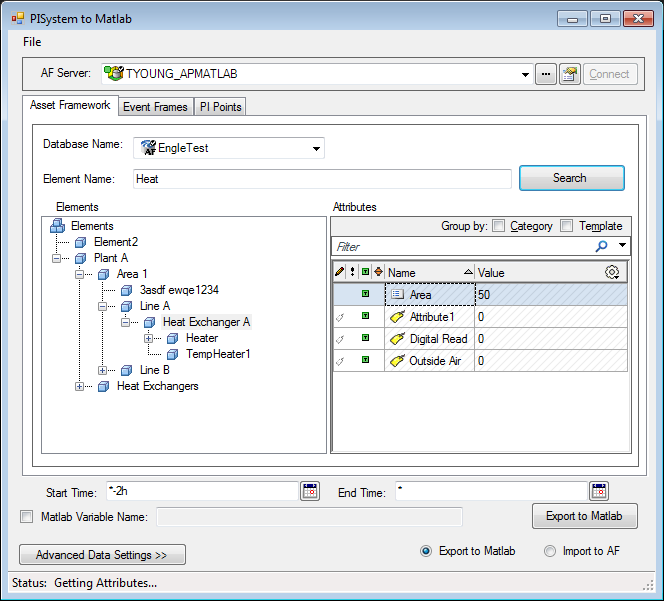 PISystem to Matlab
File
AF Server: TYOUNG_APMATLAB ... Connect
Asset Framework Event Frames PI Points
Database Name: AF EngleTest
Element Name: Heat Search
Elements Attributes
Elements Group by: Category Template
Element2 Filter
Plant A
Area 1 Name Value
3asdf ewqe1234 Area 50
Line A
Heat Exchanger A Attribute1 0
Heater Digital Read 0
TempHeater1 Outside Air 0
Line B
Heat Exchangers
Start Time: *-2h End Time: *
Matlab Variable Name: Export to Matlab
Advanced Data Settings >> Export to Matlab Import to AF
Status: Getting Attributes...